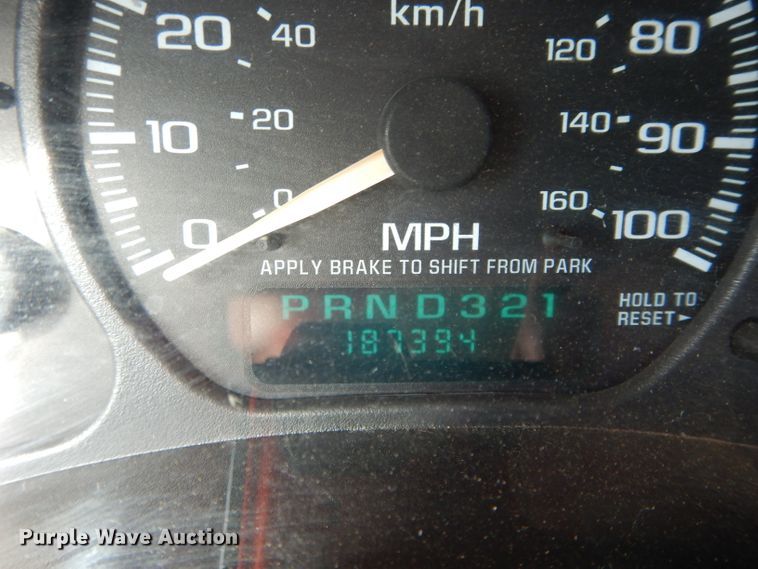 km/h
20 40 120 80
10 20 140 90
0 0 160 100
MPH
APPLY BRAKE TO SHIFT FROM PARK
PRND321
HOLD TO
RESET
187394
Purple Wave Auction